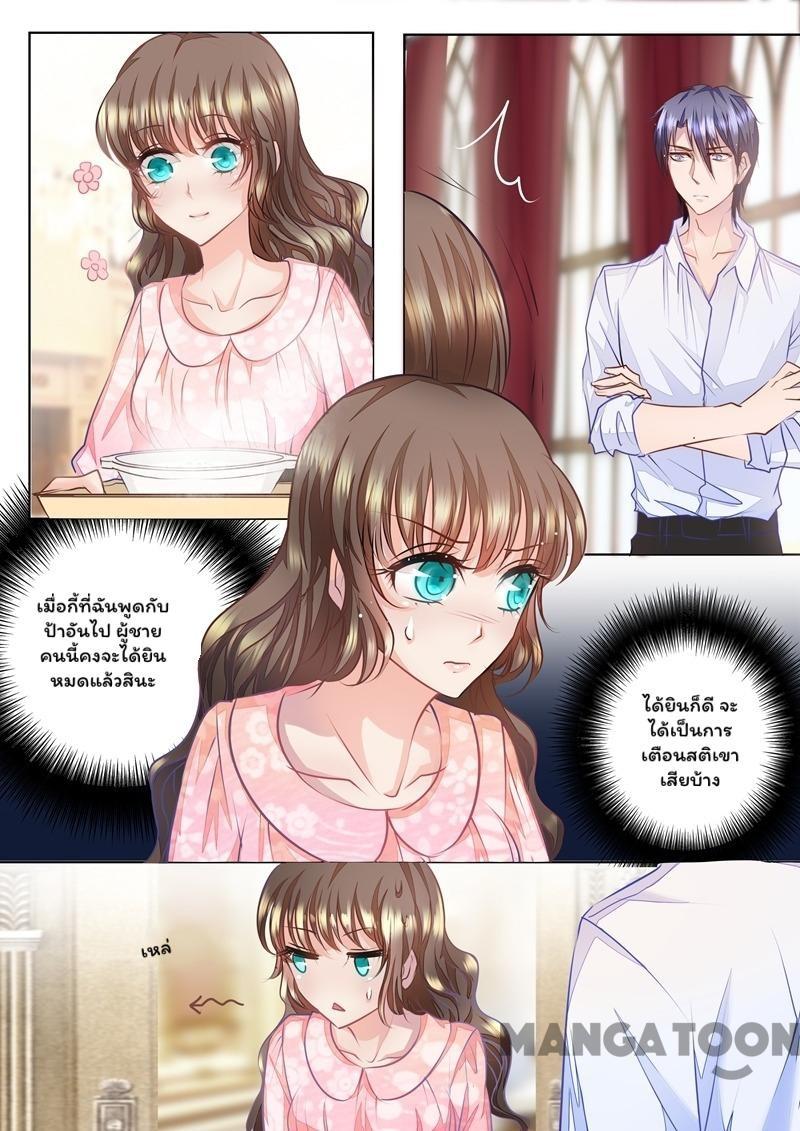 เมื่อกี้ที่ฉันพูดกับ
ป้าอันไป ผู้ชาย
คนนี้คงจะได้ยิน
หมดแล้วสินะ
ได้ยินก็ดี จะ
ได้เป็นการ
เตือนสติเขา
เสียบ้าง
เหล่
MANGA TOON